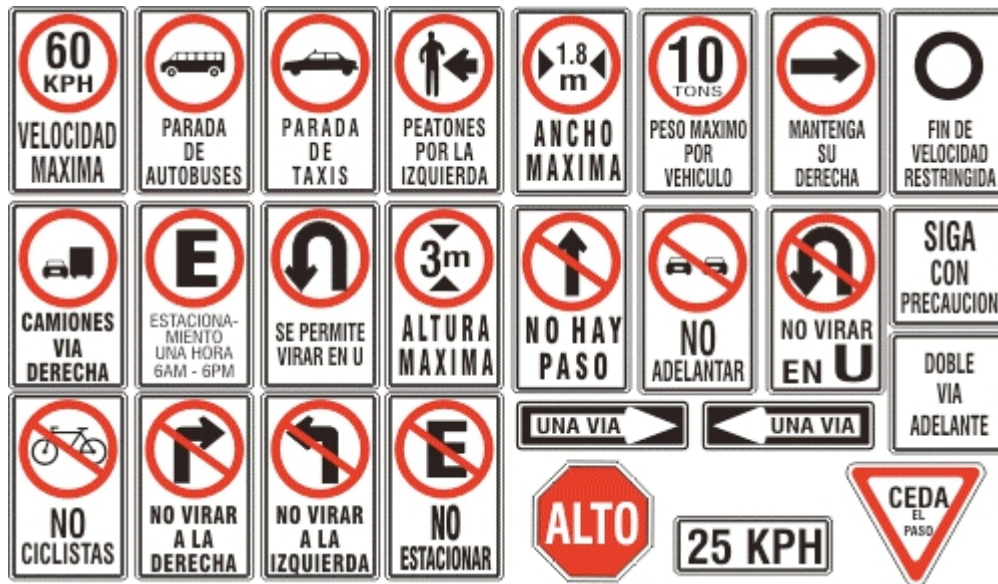 60
KPH
VELOCIDAD
MAXIMA
PARADA
DE
AUTOBUSES
PARADA
DE
TAXIS
PEATONES
POR LA
IZQUIERDA
1.8
m
ANCHO
MAXIMA
10
TONS
PESO MAXIMO
POR
VEHICULO
MANTENGA
SU
DERECHA
FIN DE
VELOCIDAD
RESTRINGIDA
CAMIONES
VIA
DERECHA
E
ESTACIONA-
MIENTO
UNA HORA
6AM - 6PM
SE PERMITE
VIRAR EN U
3m
ALTURA
MAXIMA
NO HAY
PASO
NO
ADELANTAR
NO VIRAR
EN U
SIGA
CON
PRECAUCION
DOBLE
VIA
ADELANTE
UNA VIA
UNA VIA
NO
CICLISTAS
NO VIRAR
A LA
DERECHA
NO VIRAR
A LA
IZQUIERDA
E
NO
ESTACIONAR
ALTO
25 KPH
CEDA
EL
PASO